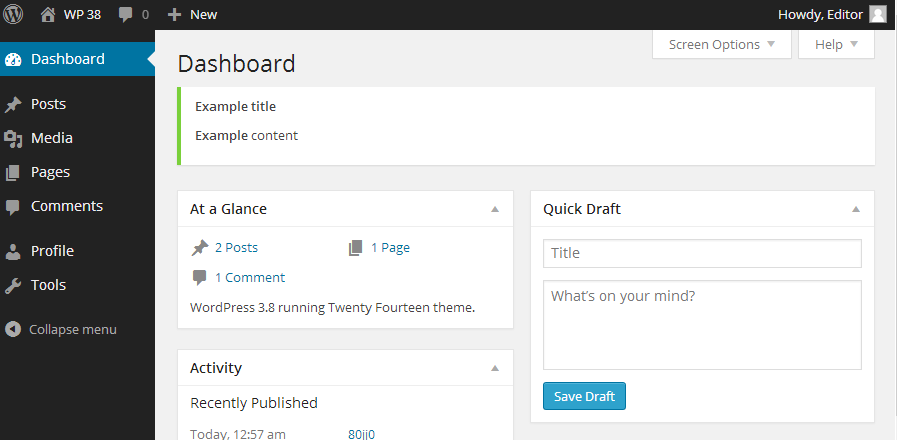 WP 38 0 New Howdy, Editor
Dashboard
Posts
Media
Pages
Comments
Profile
Tools
Collapse menu
Screen Options Help
Dashboard
Example title
Example content
At a Glance
2 Posts 1 Page
1 Comment
WordPress 3.8 running Twenty Fourteen theme.
Activity
Recently Published
Today, 12:57 am 80jj0
Quick Draft
Title
What's on your mind?
Save Draft